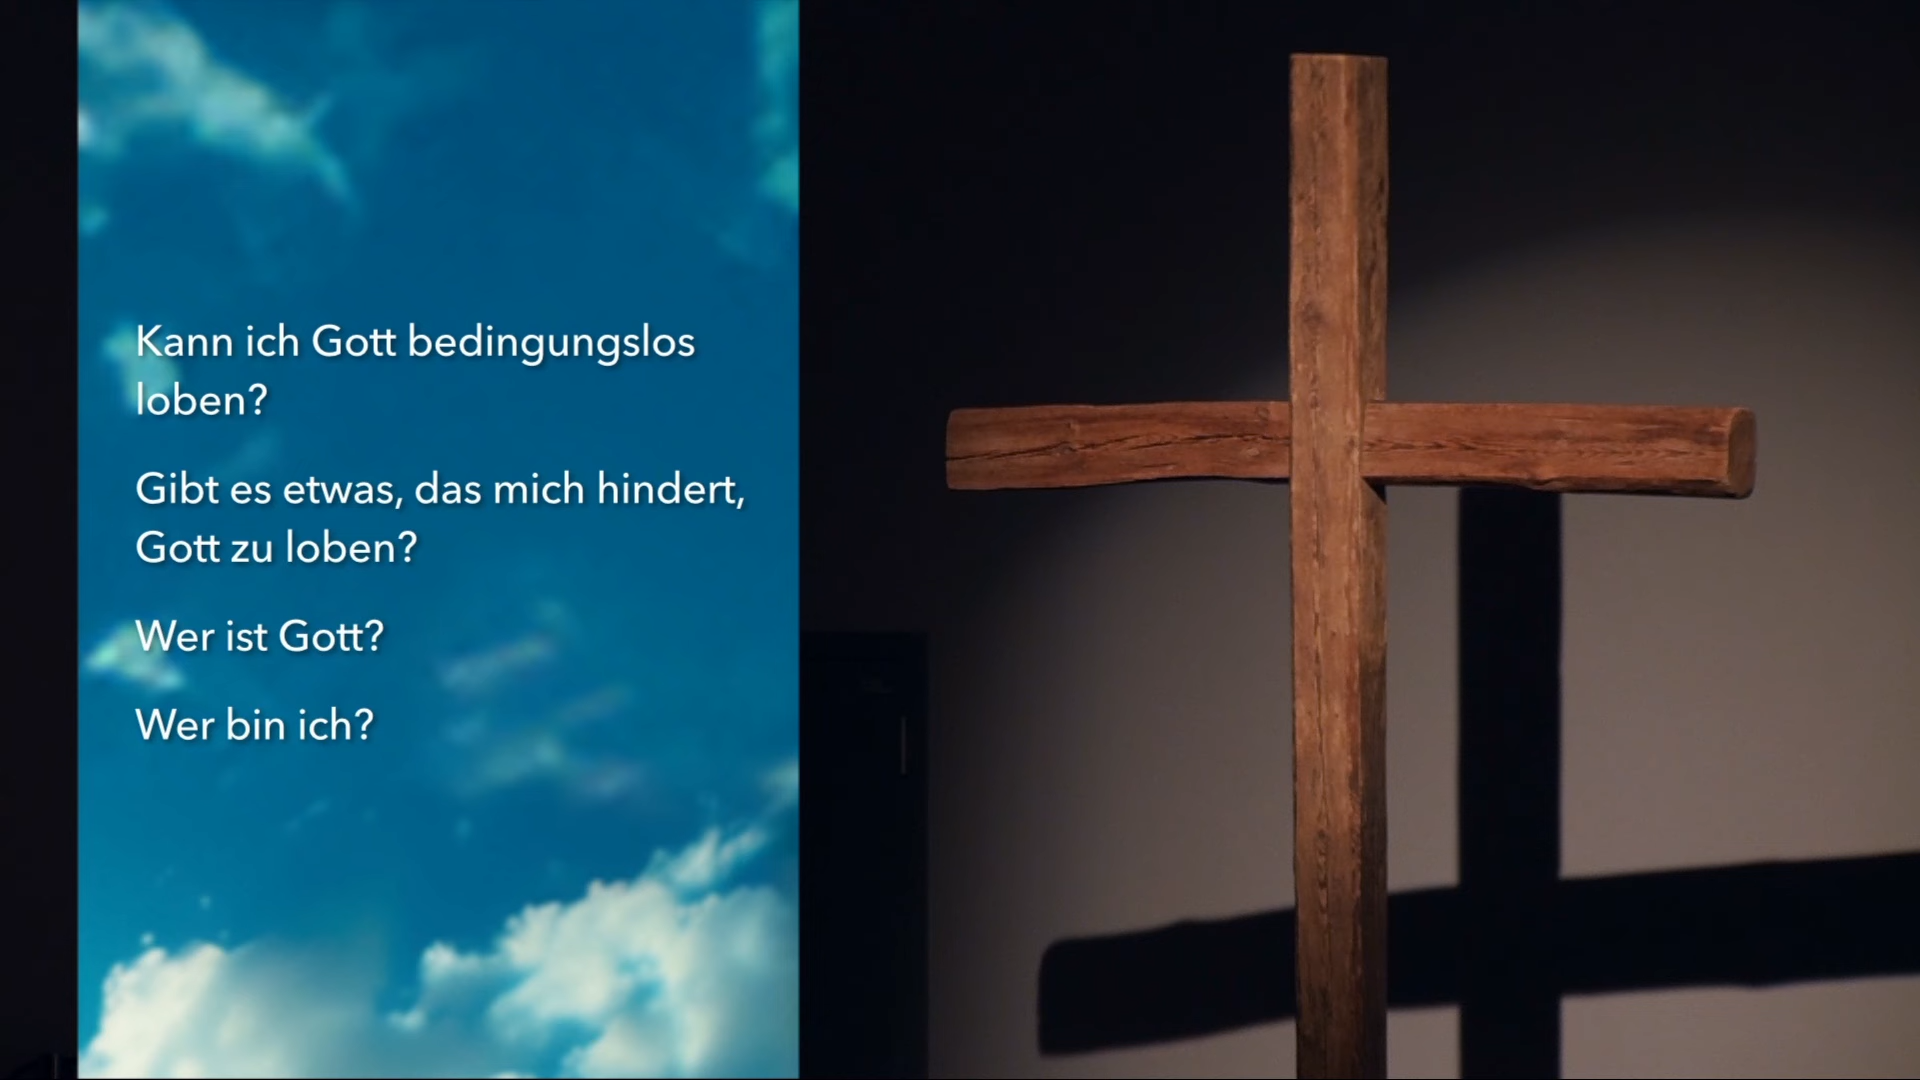 Kann ich Gott bedingungslos
loben?
Gibt es etwas, das mich hindert,
Gott zu loben?
Wer ist Gott?
Wer bin ich?